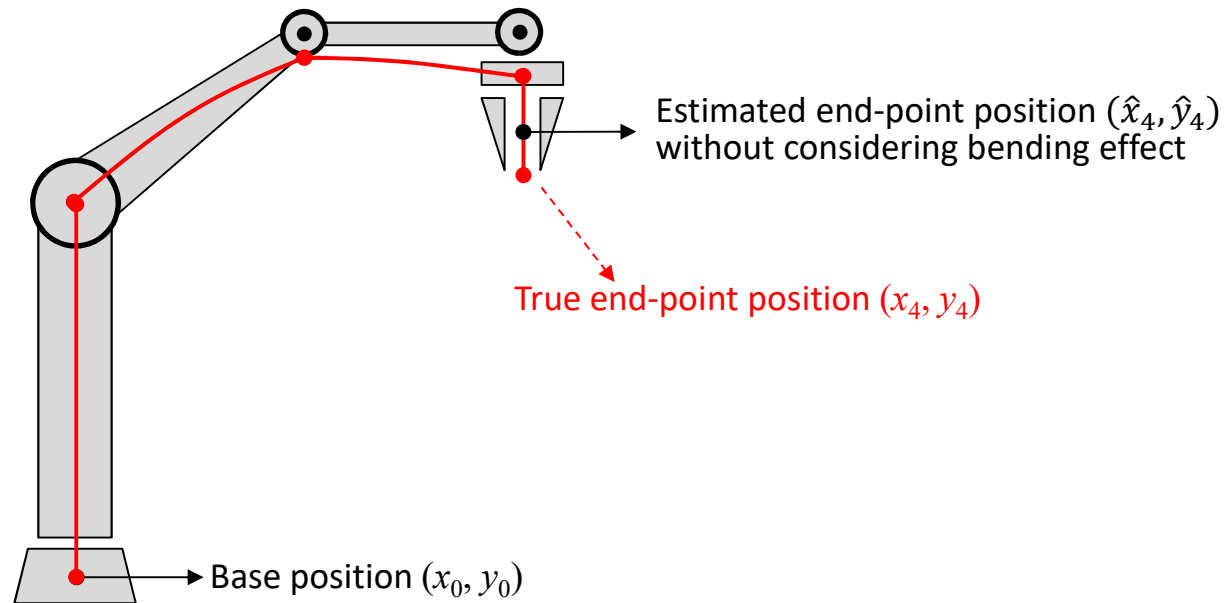 Estimated end-point position (x̂₄, ŷ₄)
without considering bending effect
True end-point position (x₄, y₄)
Base position (x₀, y₀)